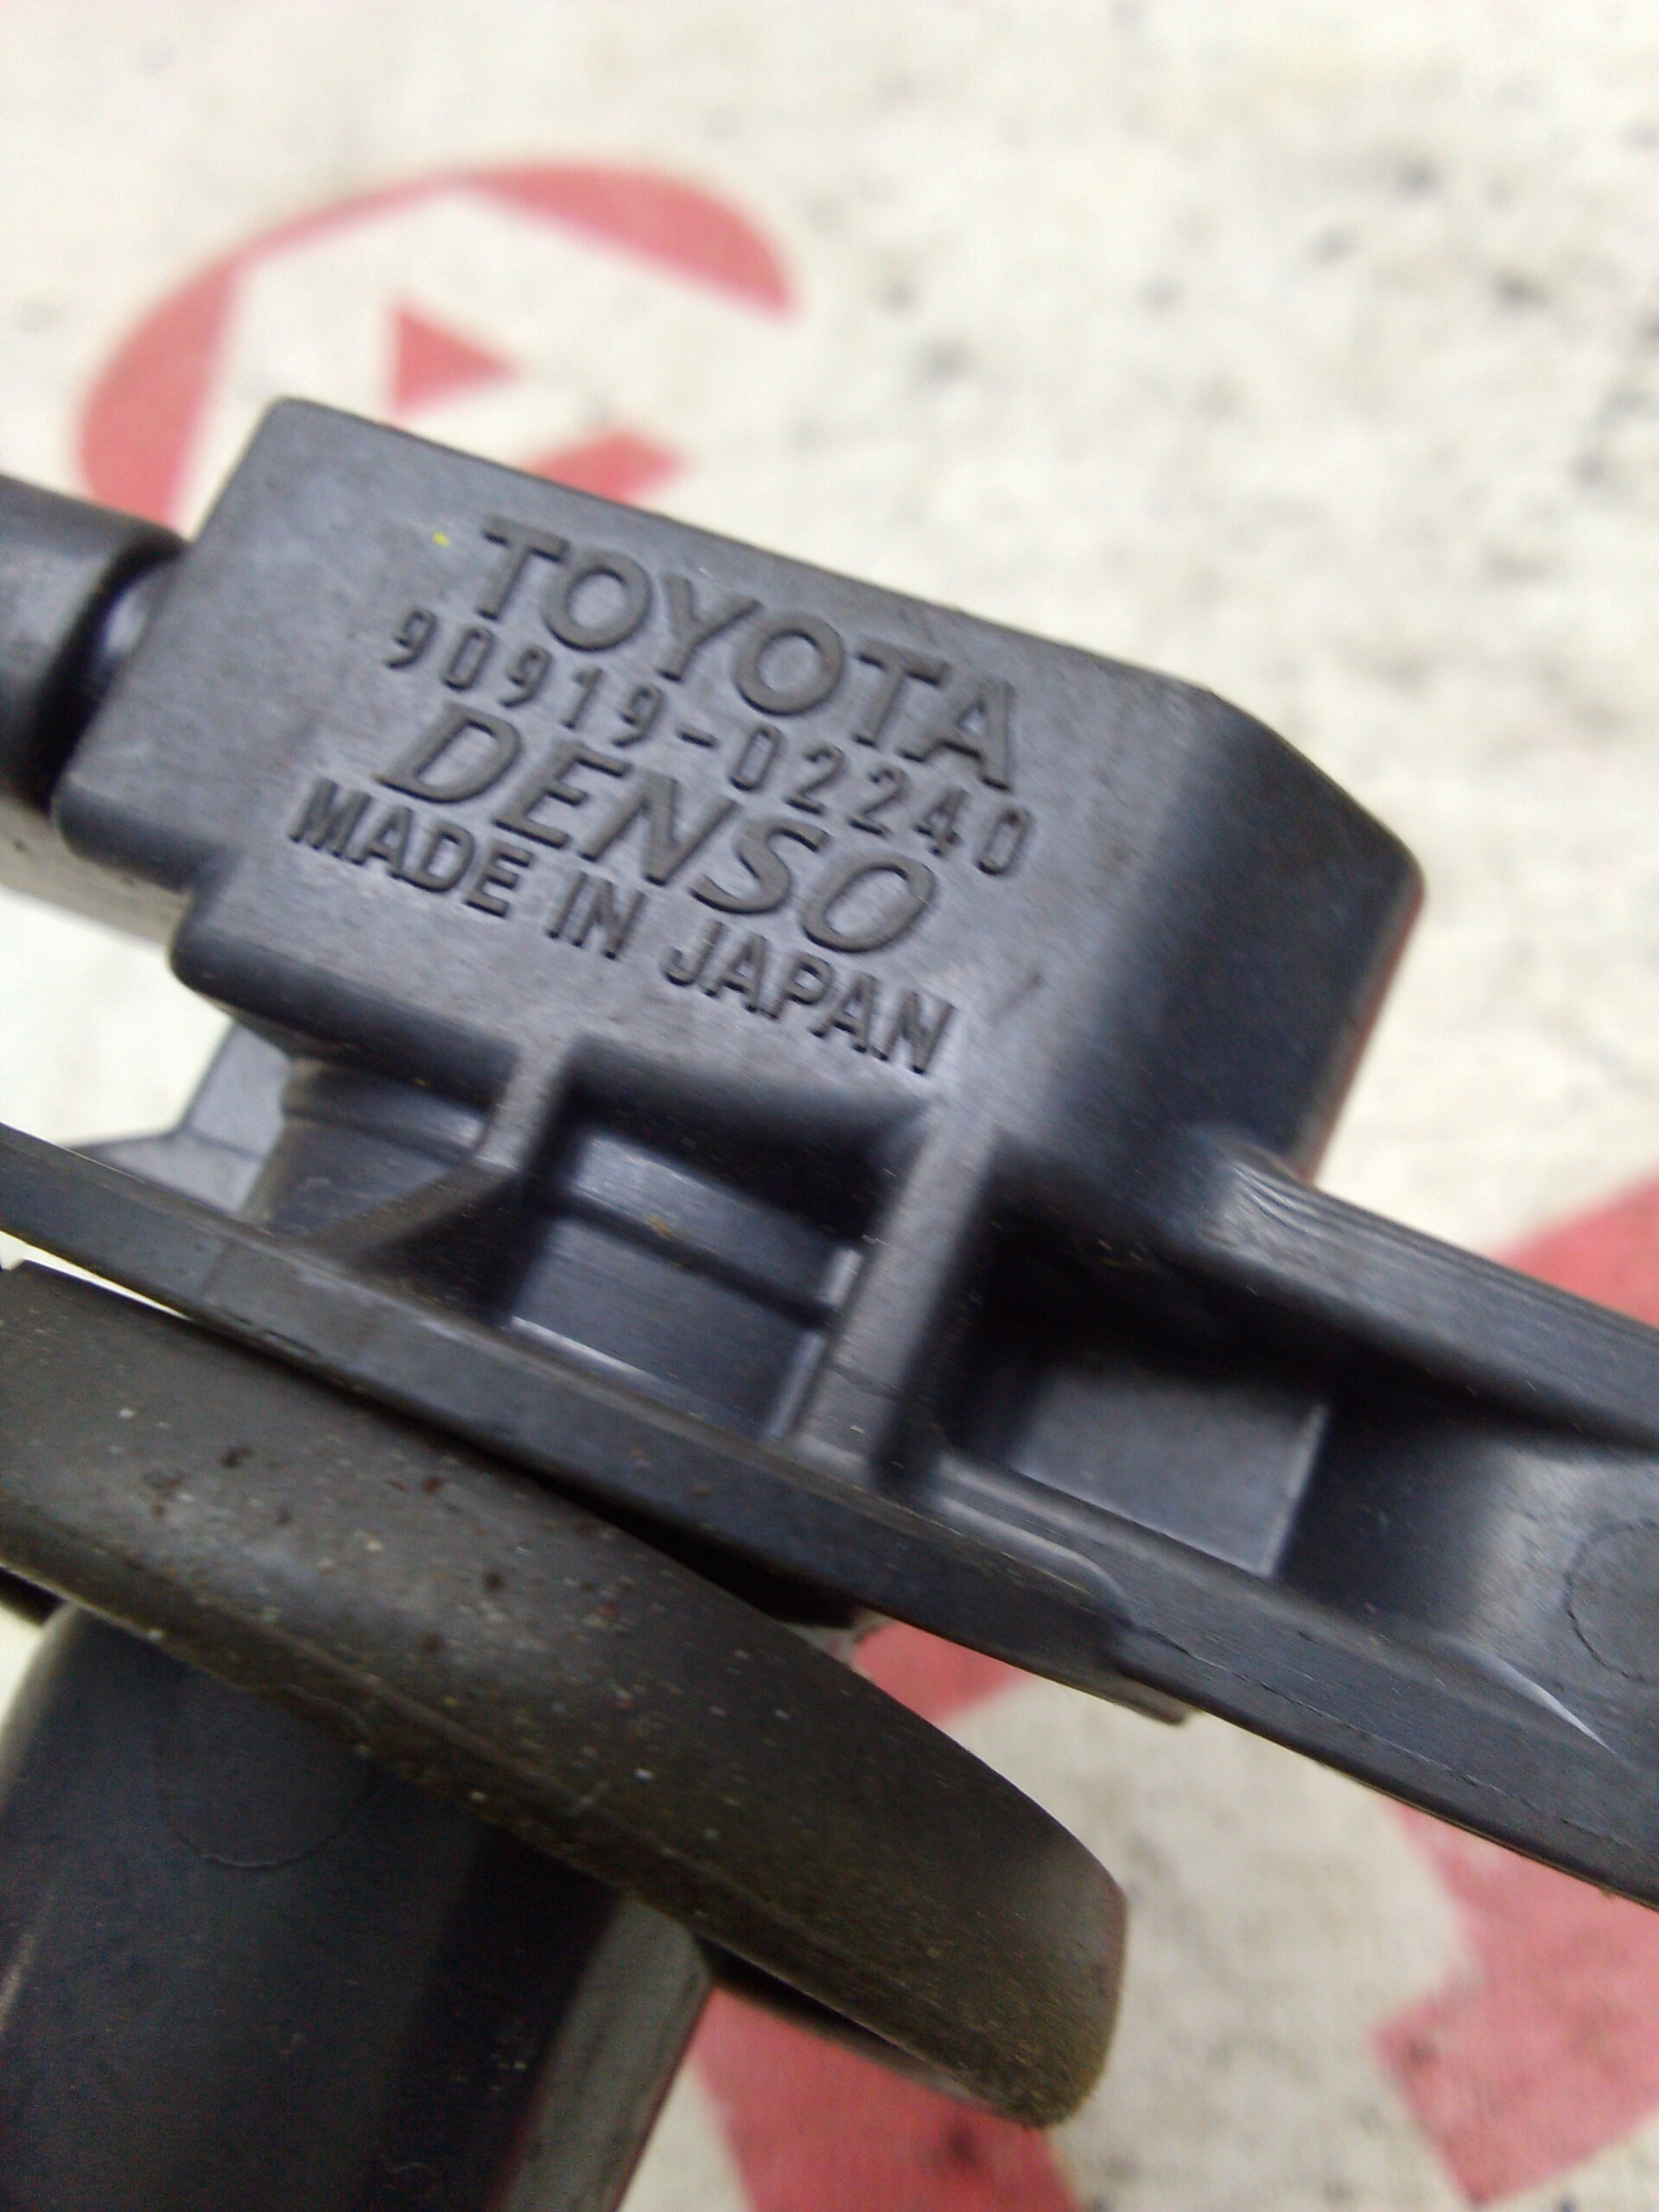 TOYOTA
90919-02240
DENSO
MADE IN JAPAN